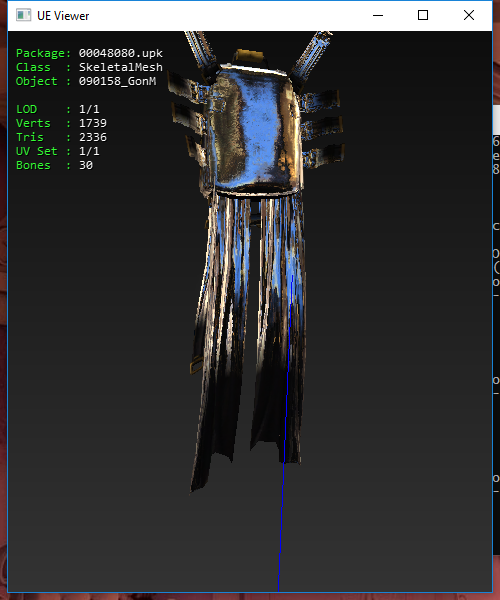 UE Viewer
Package: 00048080.upk
Class : SkeletalMesh
Object : 090158_GonM
LOD : 1/1
Verts : 1739
Tris : 2336
UV Set : 1/1
Bones : 30